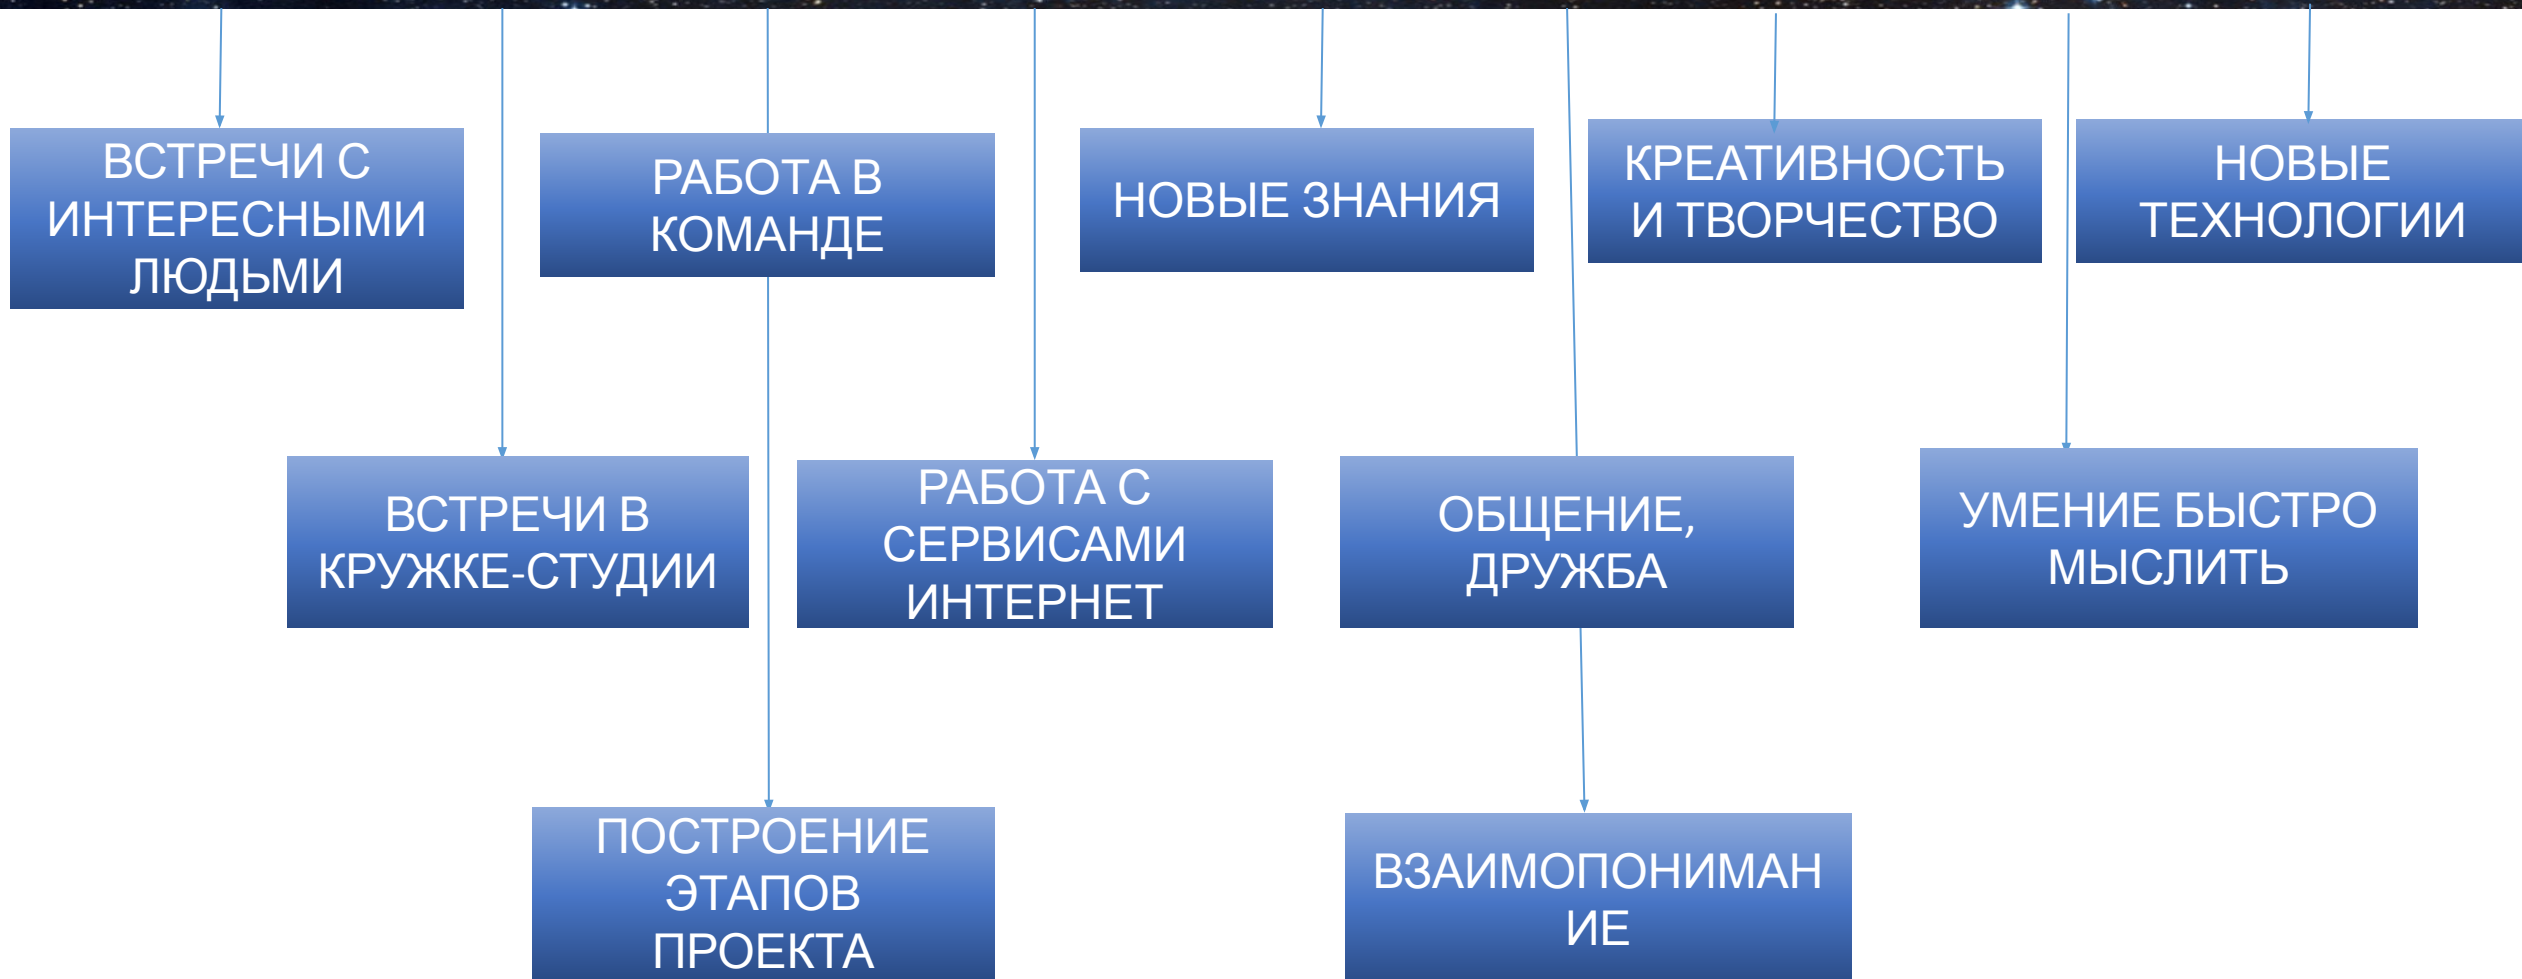 ВСТРЕЧИ С
ИНТЕРЕСНЫМИ
ЛЮДЬМИ
РАБОТА В
КОМАНДЕ
НОВЫЕ ЗНАНИЯ
КРЕАТИВНОСТЬ
И ТВОРЧЕСТВО
НОВЫЕ
ТЕХНОЛОГИИ
ВСТРЕЧИ В
КРУЖКЕ-СТУДИИ
РАБОТА С
СЕРВИСАМИ
ИНТЕРНЕТ
ОБЩЕНИЕ,
ДРУЖБА
УМЕНИЕ БЫСТРО
МЫСЛИТЬ
ПОСТРОЕНИЕ
ЭТАПОВ
ПРОЕКТА
ВЗАИМОПОНИМАН
ИЕ